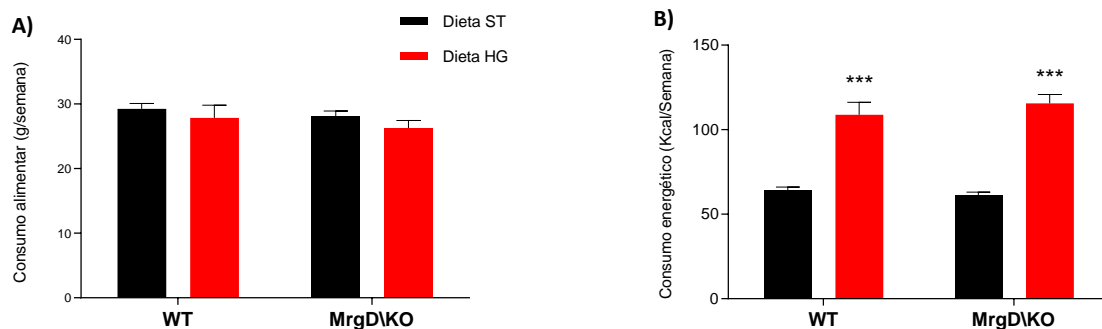 A)
Dieta ST
Dieta HG
Consumo alimentar (g/semana)
40
30
20
10
0
WT
MrgD\KO
B)
Consumo energético (Kcal/Semana)
150
100
50
0
***
***
WT
MrgD\KO